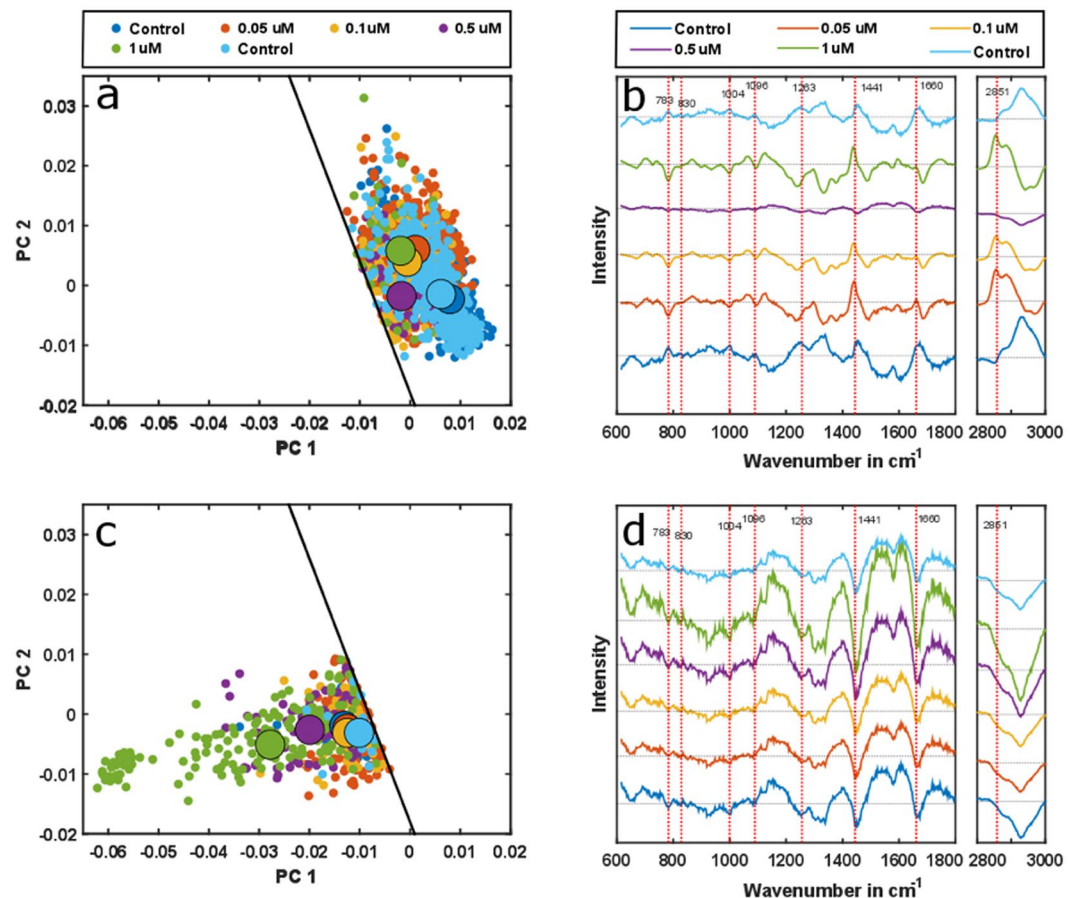 Control 0.05 uM 0.1uM 0.5 uM
1uM Control
Control 0.05 uM 0.1uM
0.5 uM 1uM Control
a
0.03
0.02
0.01
0
-0.01
-0.02
PC 2
-0.06 -0.05 -0.04 -0.03 -0.02 -0.01 0 0.01 0.02
PC 1
b
783 830 1004 1096 1263 1441 1660 2851
Intensity
600 800 1000 1200 1400 1600 1800 2800 3000
Wavenumber in cm-1
c
0.03
0.02
0.01
0
-0.01
-0.02
PC 2
-0.06 -0.05 -0.04 -0.03 -0.02 -0.01 0 0.01 0.02
PC 1
d
783 830 1004 1096 1263 1441 1660 2851
Intensity
600 800 1000 1200 1400 1600 1800 2800 3000
Wavenumber in cm-1